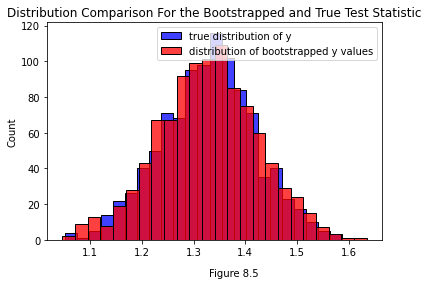 Distribution Comparison For the Bootstrapped and True Test Statistic
true distribution of y
distribution of bootstrapped y values
120
100
80
60
40
20
0
Count
1.1 1.2 1.3 1.4 1.5 1.6
Figure 8.5